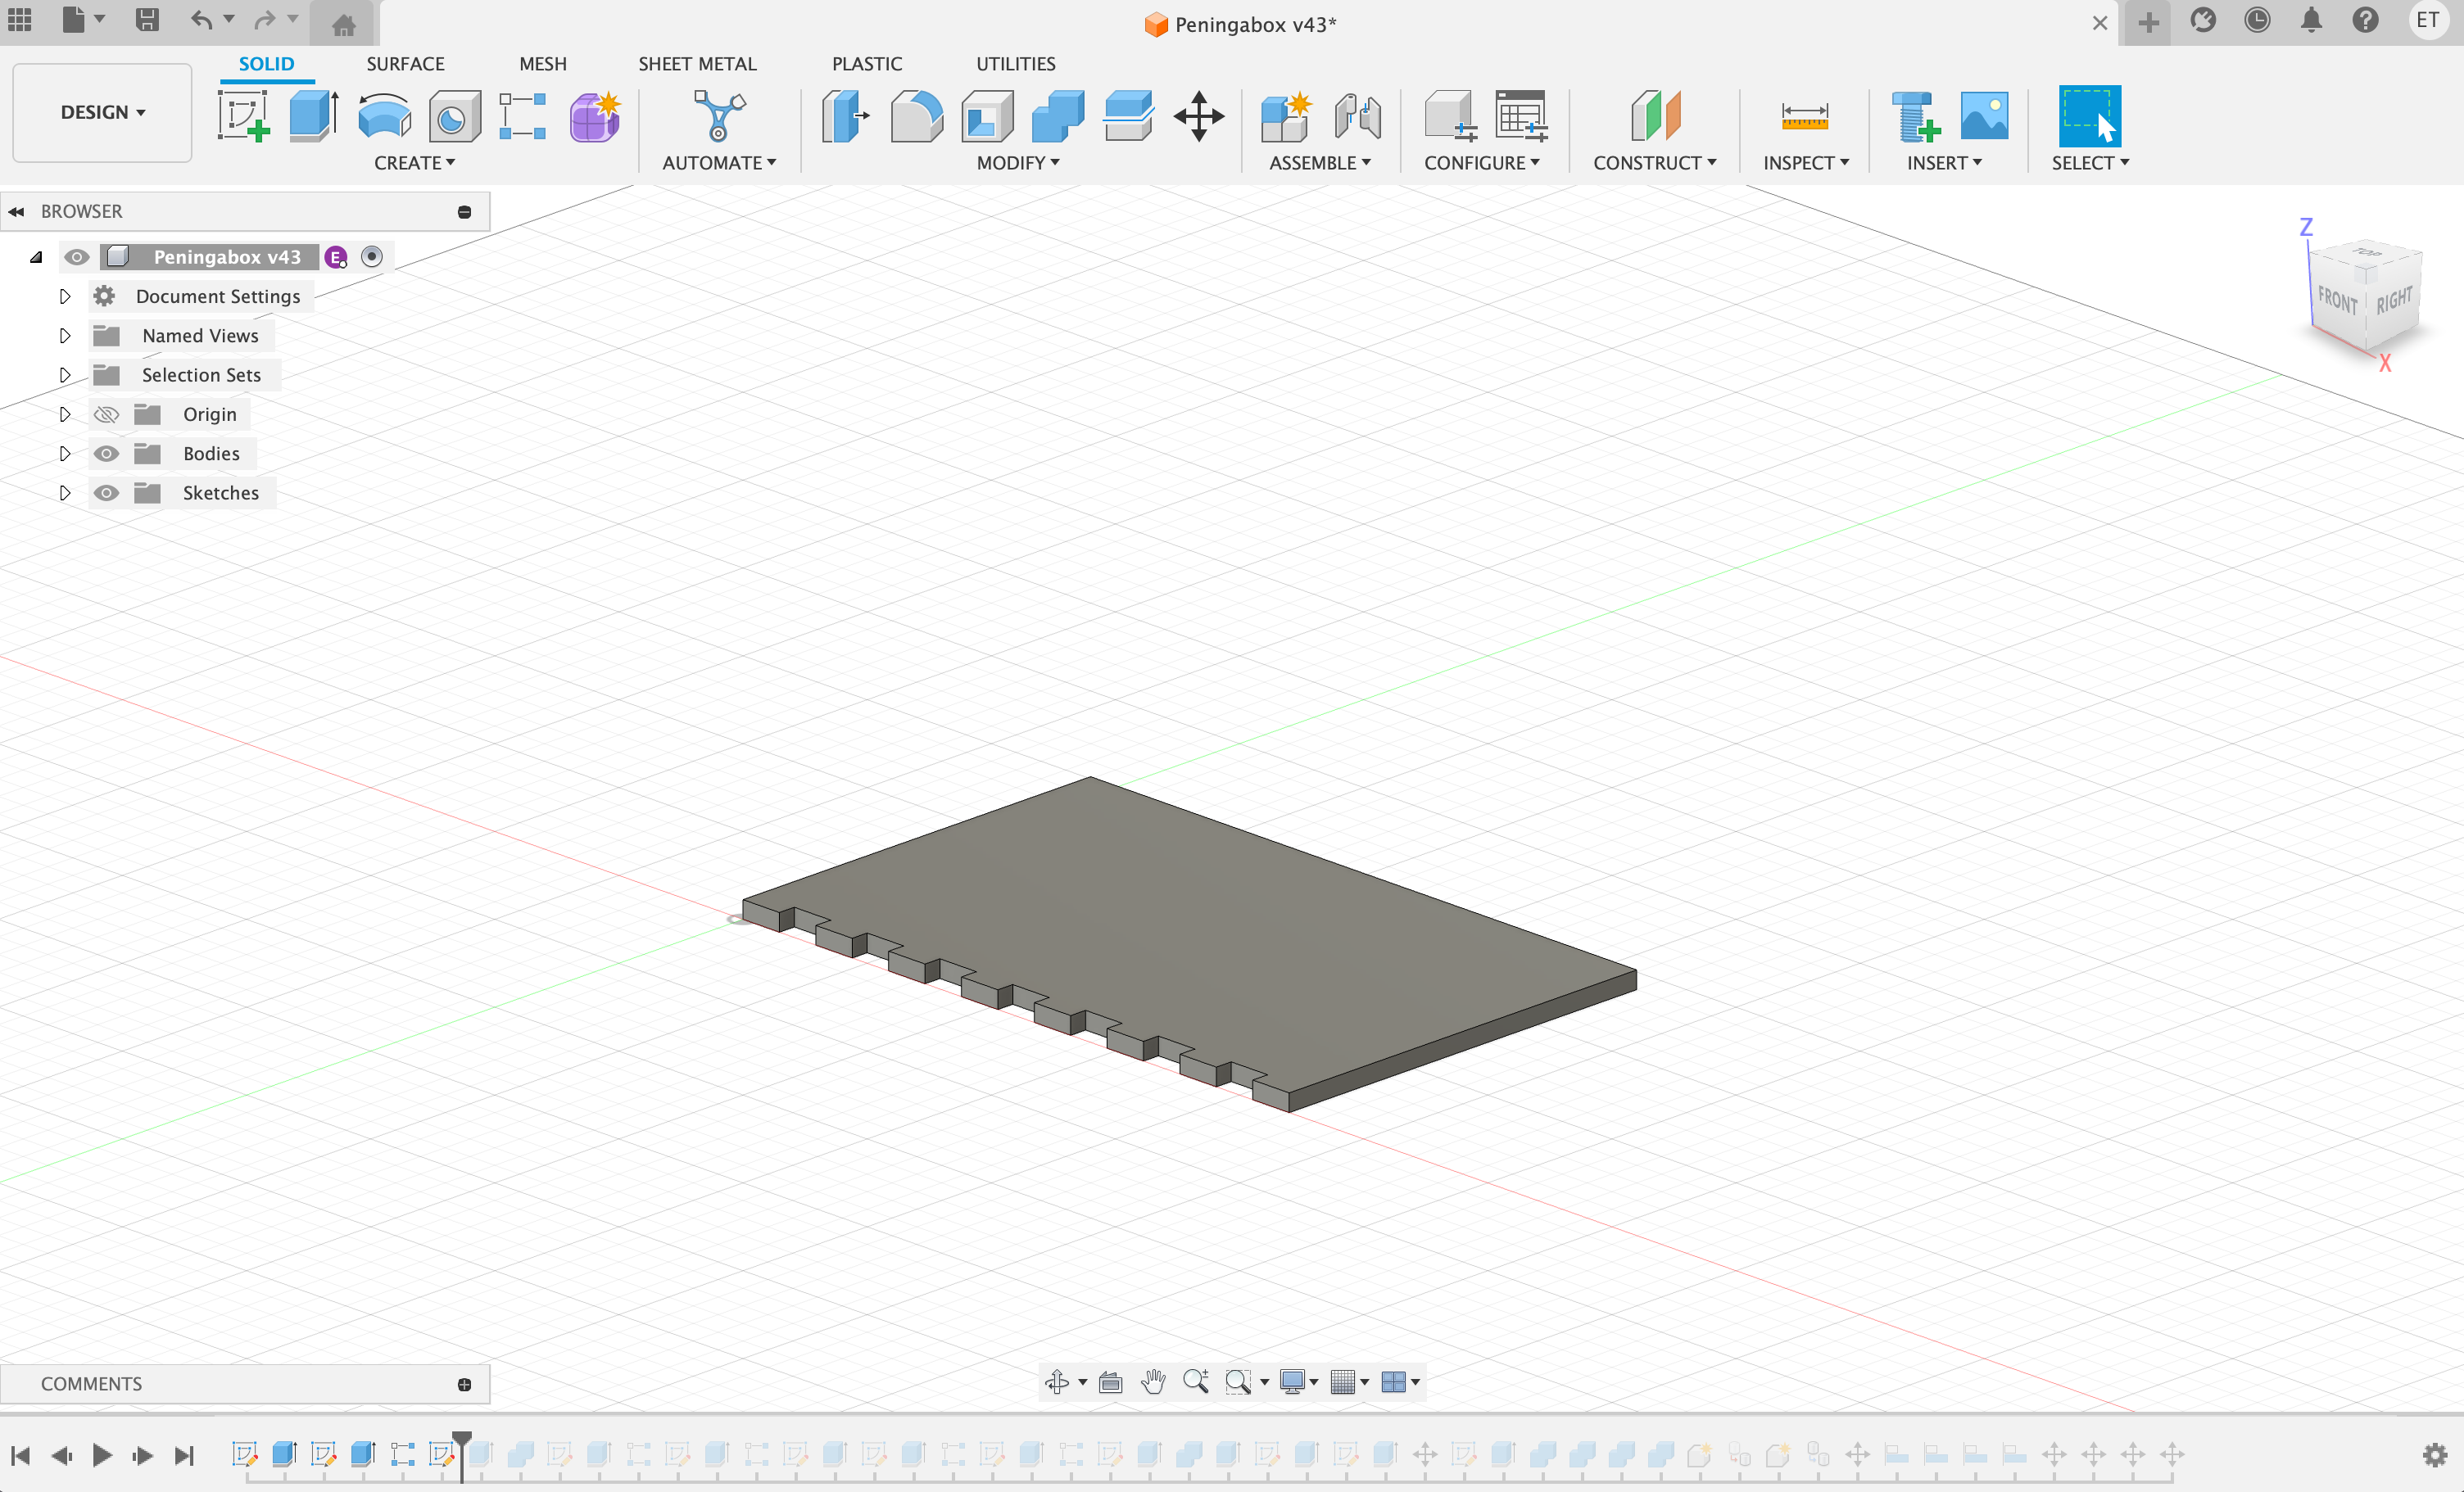 Peningabox v43*
ET
DESIGN
SOLID SURFACE MESH SHEET METAL PLASTIC UTILITIES
CREATE AUTOMATE MODIFY ASSEMBLE CONFIGURE CONSTRUCT INSPECT INSERT SELECT
BROWSER
Peningabox v43 E
Document Settings
Named Views
Selection Sets
Origin
Bodies
Sketches
Z
TOP
FRONT RIGHT
X
COMMENTS